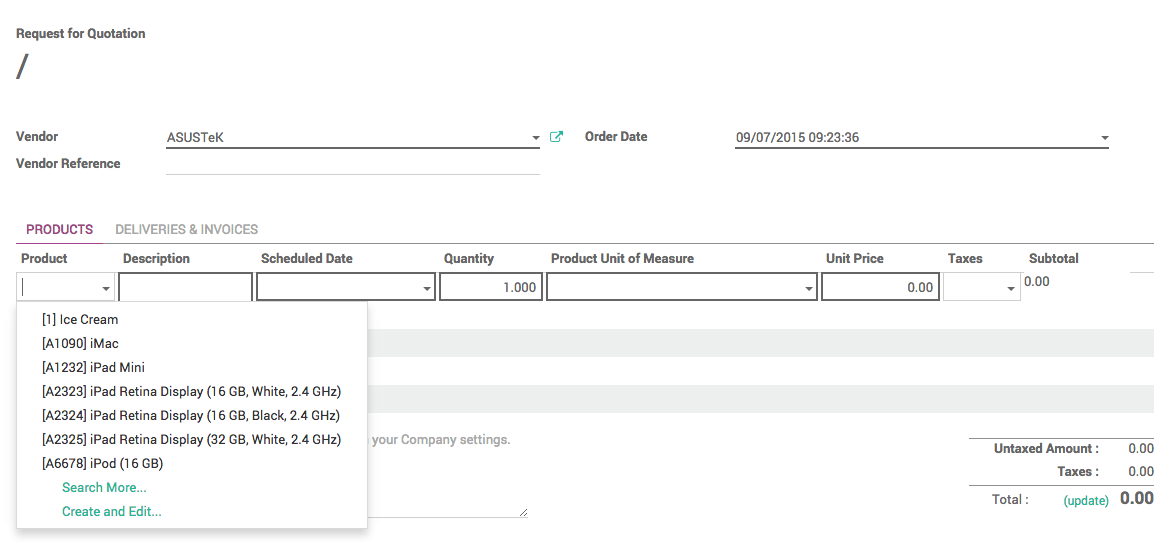 Request for Quotation
/
Vendor ASUSTeK Order Date 09/07/2015 09:23:36
Vendor Reference
PRODUCTS DELIVERIES & INVOICES
Product Description Scheduled Date Quantity Product Unit of Measure Unit Price Taxes Subtotal
1.000 0.00 0.00
[1] Ice Cream
[A1090] iMac
[A1232] iPad Mini
[A2323] iPad Retina Display (16 GB, White, 2.4 GHz)
[A2324] iPad Retina Display (16 GB, Black, 2.4 GHz)
[A2325] iPad Retina Display (32 GB, White, 2.4 GHz)
[A6678] iPod (16 GB)
Search More...
Create and Edit...
your Company settings.
Untaxed Amount : 0.00
Taxes : 0.00
Total : (update) 0.00